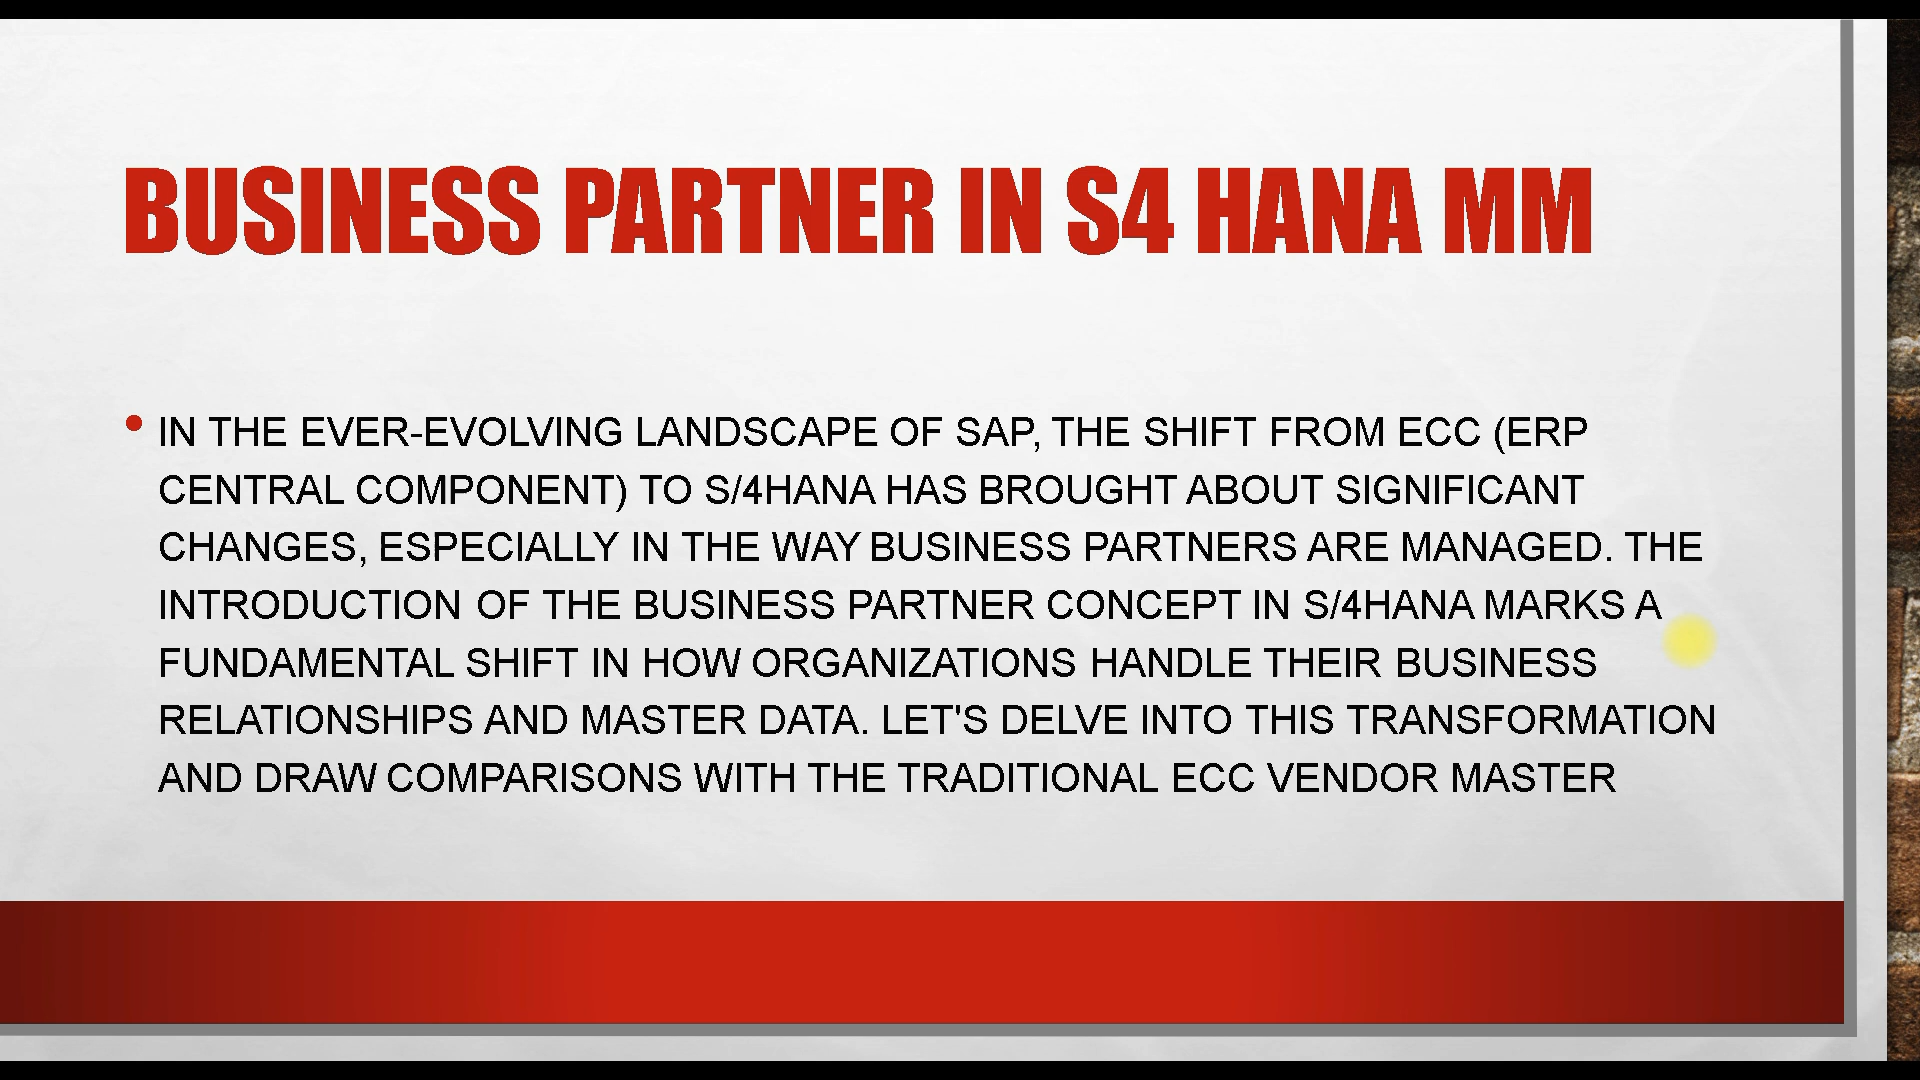 BUSINESS PARTNER IN S4 HANA MM
• IN THE EVER-EVOLVING LANDSCAPE OF SAP, THE SHIFT FROM ECC (ERP
CENTRAL COMPONENT) TO S/4HANA HAS BROUGHT ABOUT SIGNIFICANT
CHANGES, ESPECIALLY IN THE WAY BUSINESS PARTNERS ARE MANAGED. THE
INTRODUCTION OF THE BUSINESS PARTNER CONCEPT IN S/4HANA MARKS A
FUNDAMENTAL SHIFT IN HOW ORGANIZATIONS HANDLE THEIR BUSINESS
RELATIONSHIPS AND MASTER DATA. LET'S DELVE INTO THIS TRANSFORMATION
AND DRAW COMPARISONS WITH THE TRADITIONAL ECC VENDOR MASTER